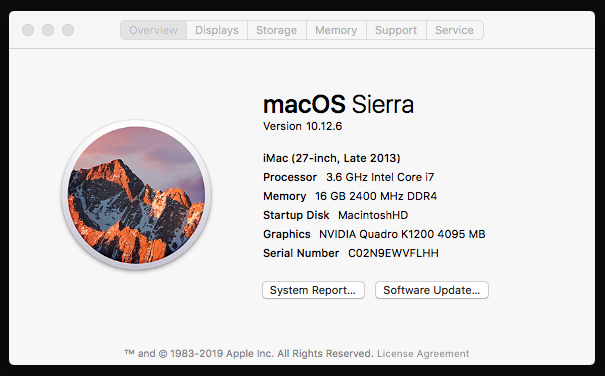 Overview Displays Storage Memory Support Service
macOS Sierra
Version 10.12.6
iMac (27-inch, Late 2013)
Processor 3.6 GHz Intel Core i7
Memory 16 GB 2400 MHz DDR4
Startup Disk MacintoshHD
Graphics NVIDIA Quadro K1200 4095 MB
Serial Number C02N9EWVFLHH
System Report... Software Update...
™ and © 1983-2019 Apple Inc. All Rights Reserved. License Agreement